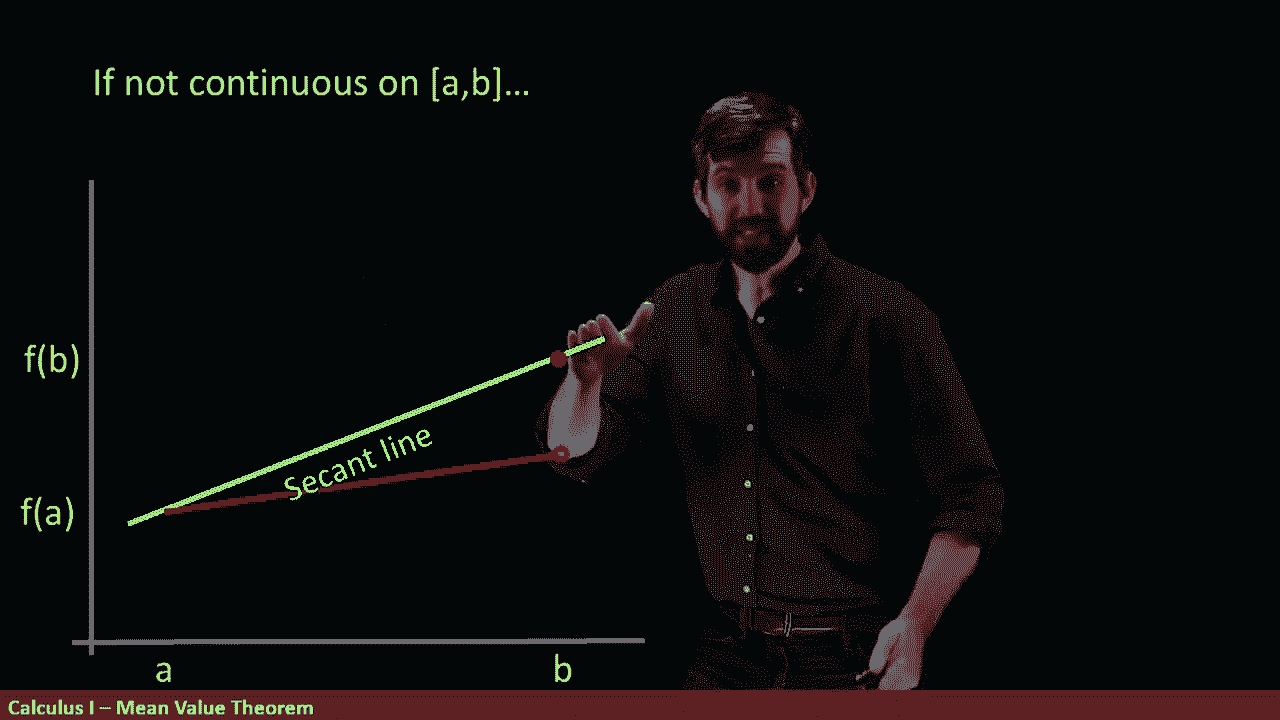 If not continuous on [a,b]...
f(b)
Secant line
f(a)
a
b
Calculus I – Mean Value Theorem